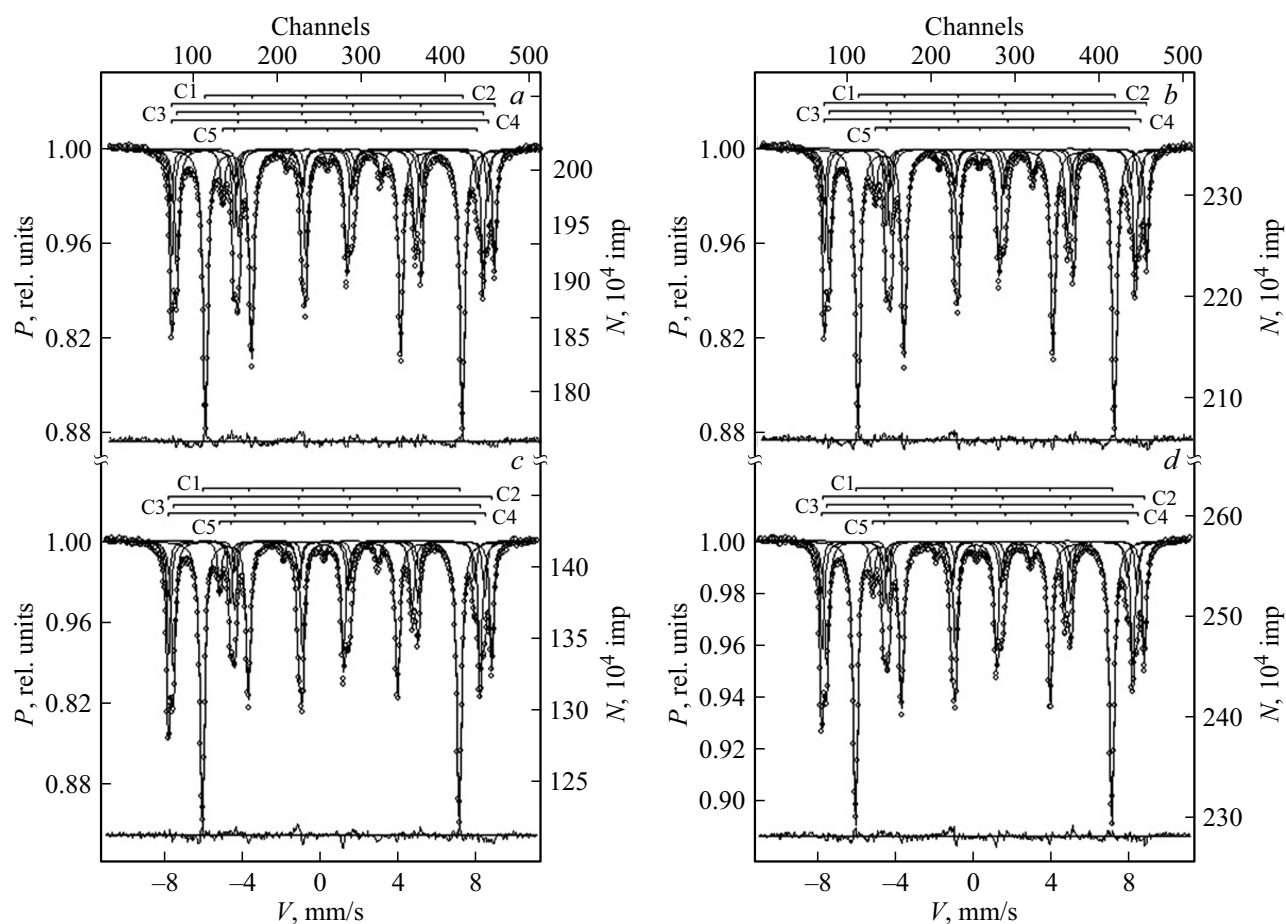 Channels
100 200 300 400 500
C1 C2 a
C3 C4
C5
1.00
0.96
0.82
0.88
P, rel. units
200
195
190
185
180
N, 10⁴ imp
Channels
100 200 300 400 500
C1 C2 b
C3 C4
C5
1.00
0.96
0.82
0.88
P, rel. units
230
220
210
N, 10⁴ imp
c
C1 C2
C3 C4
C5
1.00
0.96
0.82
0.88
P, rel. units
140
135
130
125
N, 10⁴ imp
–8 –4 0 4 8
V, mm/s
d
C1 C2
C3 C4
C5
1.00
0.98
0.96
0.94
0.92
0.90
P, rel. units
260
250
240
230
N, 10⁴ imp
–8 –4 0 4 8
V, mm/s